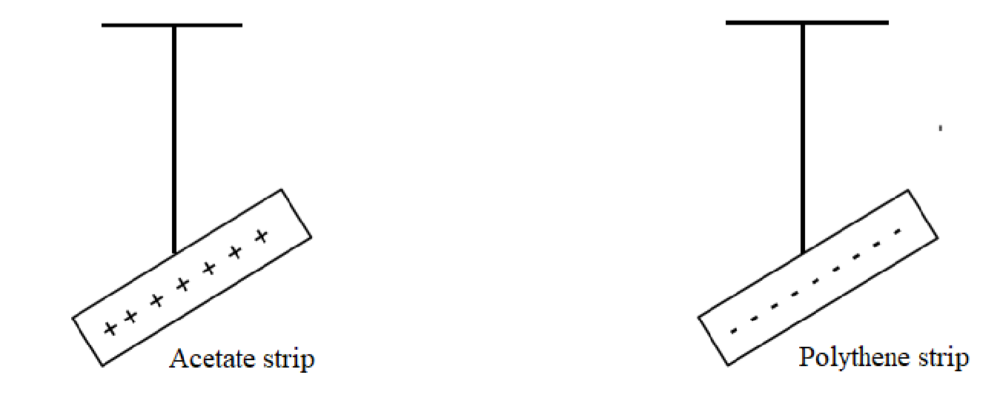 + + + + + + +
- - - - - - - - -
Acetate strip
Polythene strip